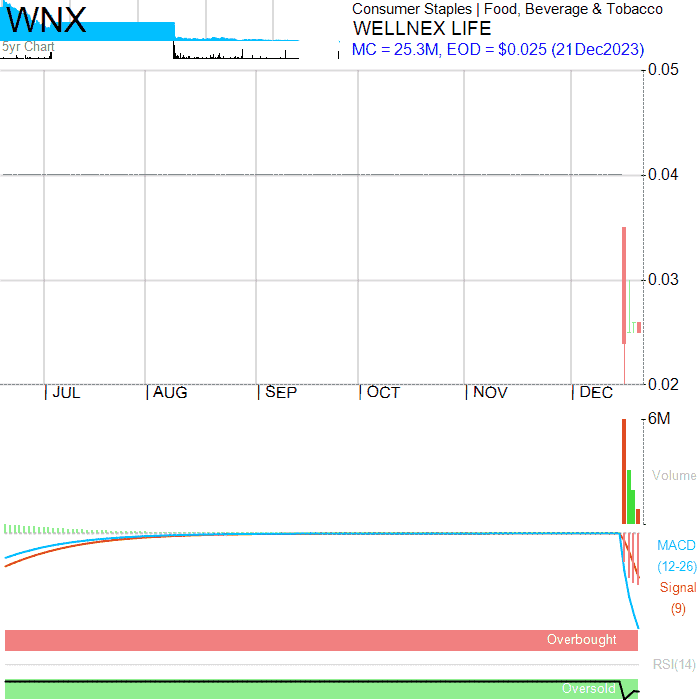 WNX
5yr Chart
Consumer Staples | Food, Beverage & Tobacco
WELLNEX LIFE
MC = 25.3M, EOD = $0.025 (21Dec2023)
0.05
0.04
0.03
0.02
JUL AUG SEP OCT NOV DEC
6M
Volume
MACD
(12-26)
Signal
(9)
Overbought
RSI(14)
Oversold